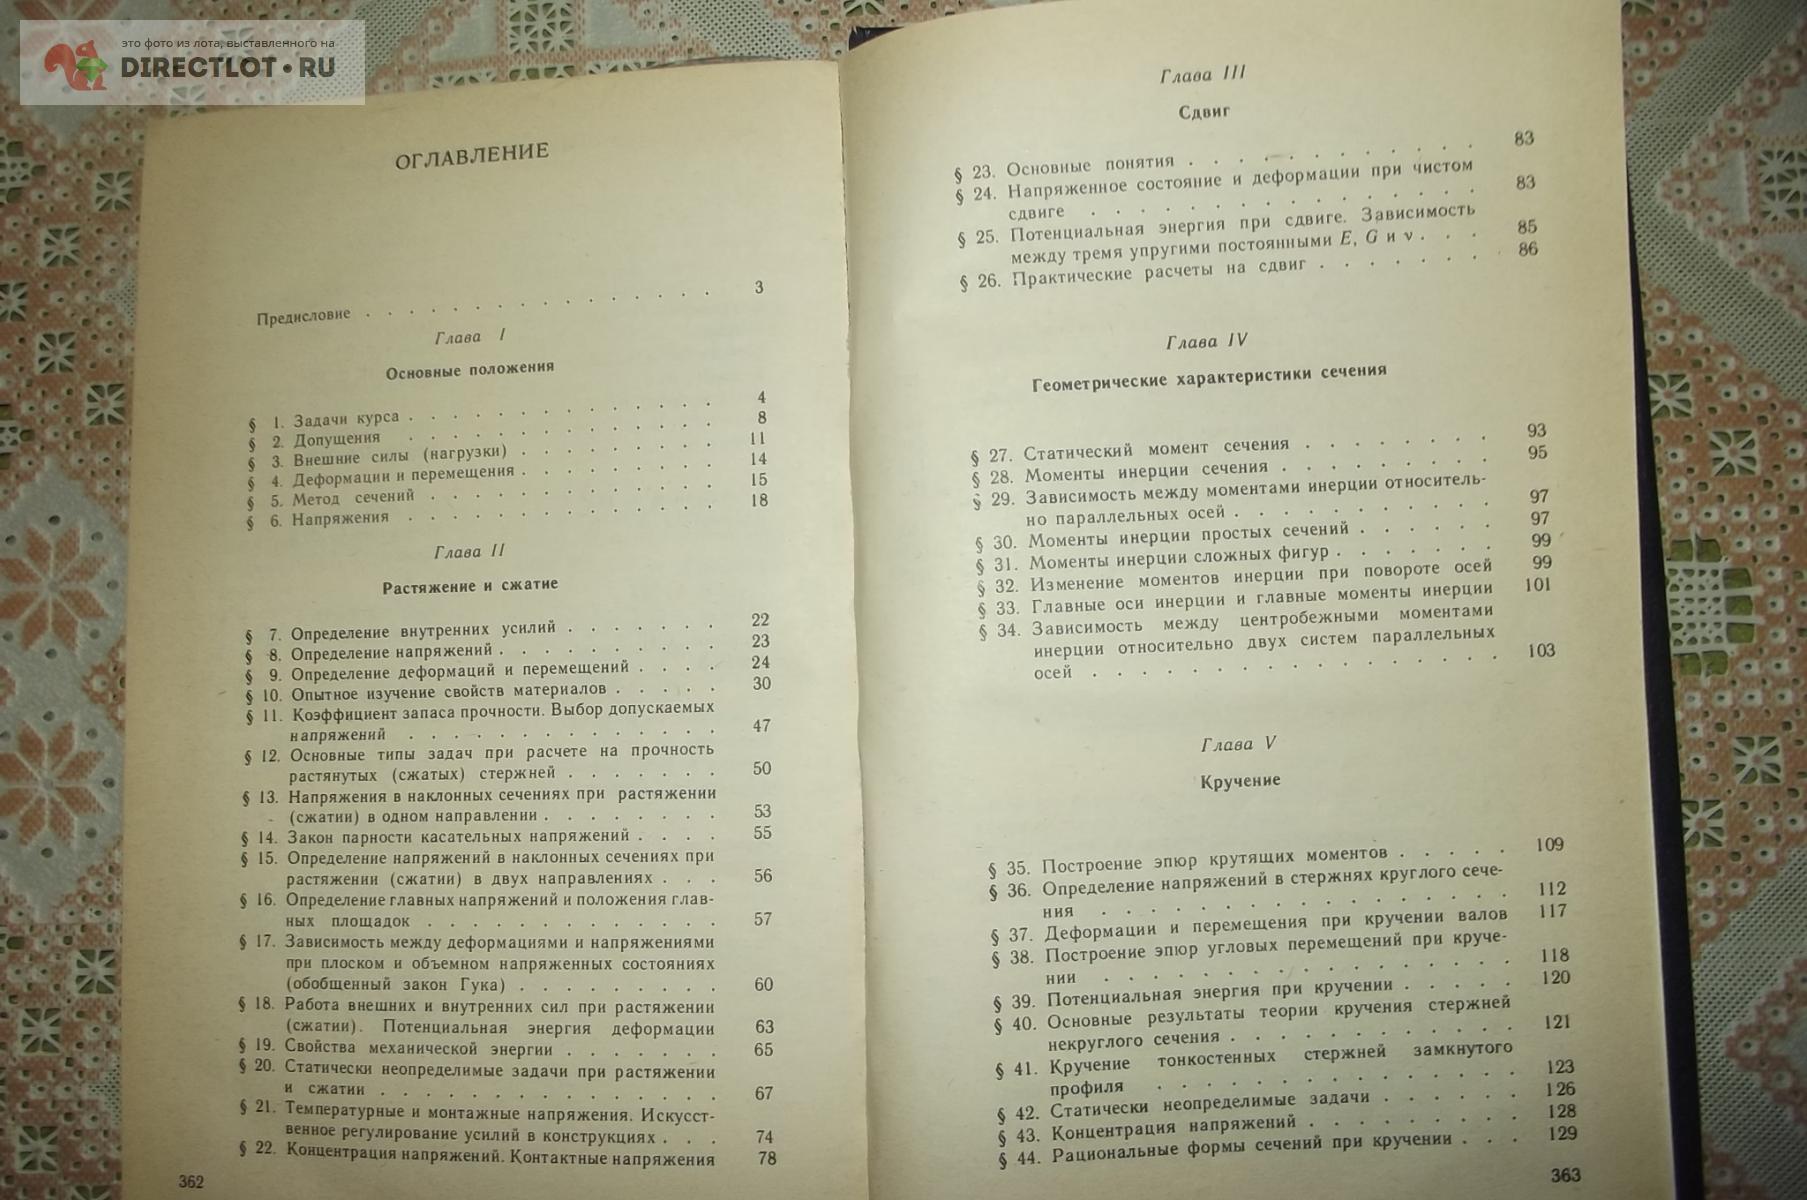 это фото из лота, выставленного на
DIRECTLOT.RU
ОГЛАВЛЕНИЕ
Предисловие . . . . . . . . . . . . . 3
Глава I
Основные положения
§ 1. Задачи курса . . . . . . . . . . . . 4
§ 2. Допущения . . . . . . . . . . . . 8
§ 3. Внешние силы (нагрузки) . . . . . . . . 11
§ 4. Деформации и перемещения . . . . . . . . 14
§ 5. Метод сечений . . . . . . . . . . . 15
§ 6. Напряжения . . . . . . . . . . . . 18
Глава II
Растяжение и сжатие
§ 7. Определение внутренних усилий . . . . . . . 22
§ 8. Определение напряжений . . . . . . . . . 23
§ 9. Определение деформаций и перемещений . . . . 24
§ 10. Опытное изучение свойств материалов . . . . . 30
§ 11. Коэффициент запаса прочности. Выбор допускаемых
напряжений . . . . . . . . . . . . 47
§ 12. Основные типы задач при расчете на прочность
растянутых (сжатых) стержней . . . . . . . 50
§ 13. Напряжения в наклонных сечениях при растяжении
(сжатии) в одном направлении . . . . . . . . 53
§ 14. Закон парности касательных напряжений . . . . 55
§ 15. Определение напряжений в наклонных сечениях при
растяжении (сжатии) в двух направлениях . . . 56
§ 16. Определение главных напряжений и положения глав-
ных площадок . . . . . . . . . . . . 57
§ 17. Зависимость между деформациями и напряжениями
при плоском и объемном напряженных состояниях
(обобщенный закон Гука) . . . . . . . . . 60
§ 18. Работа внешних и внутренних сил при растяжении
(сжатии). Потенциальная энергия деформации 63
§ 19. Свойства механической энергии . . . . . . . 65
§ 20. Статически неопределимые задачи при растяжении
и сжатии . . . . . . . . . . . . . 67
§ 21. Температурные и монтажные напряжения. Искусст-
венное регулирование усилий в конструкциях . . . 74
§ 22. Концентрация напряжений. Контактные напряжения 78
362
Глава III
Сдвиг
§ 23. Основные понятия . . . . . . . . . . . 83
§ 24. Напряженное состояние и деформации при чистом
сдвиге . . . . . . . . . . . . . . 83
§ 25. Потенциальная энергия при сдвиге. Зависимость
между тремя упругими постоянными E, G и ν . . . 85
§ 26. Практические расчеты на сдвиг . . . . . . . 86
Глава IV
Геометрические характеристики сечения
§ 27. Статический момент сечения . . . . . . . . 93
§ 28. Моменты инерции сечения . . . . . . . . . 95
§ 29. Зависимость между моментами инерции относитель-
но параллельных осей . . . . . . . . . . 97
§ 30. Моменты инерции простых сечений . . . . . . 97
§ 31. Моменты инерции сложных фигур . . . . . . . 99
§ 32. Изменение моментов инерции при повороте осей 99
§ 33. Главные оси инерции и главные моменты инерции 101
§ 34. Зависимость между центробежными моментами
инерции относительно двух систем параллельных
осей . . . . . . . . . . . . . . 103
Глава V
Кручение
§ 35. Построение эпюр крутящих моментов . . . . . 109
§ 36. Определение напряжений в стержнях круглого сече-
ния . . . . . . . . . . . . . . . 112
§ 37. Деформации и перемещения при кручении валов 117
§ 38. Построение эпюр угловых перемещений при круче-
нии . . . . . . . . . . . . . . . 118
§ 39. Потенциальная энергия при кручении . . . . . 120
§ 40. Основные результаты теории кручения стержней
некруглого сечения . . . . . . . . . . 121
§ 41. Кручение тонкостенных стержней замкнутого
профиля . . . . . . . . . . . . . 123
§ 42. Статически неопределимые задачи . . . . . . 126
§ 43. Концентрация напряжений . . . . . . . . . 128
§ 44. Рациональные формы сечений при кручении . . . 129
363